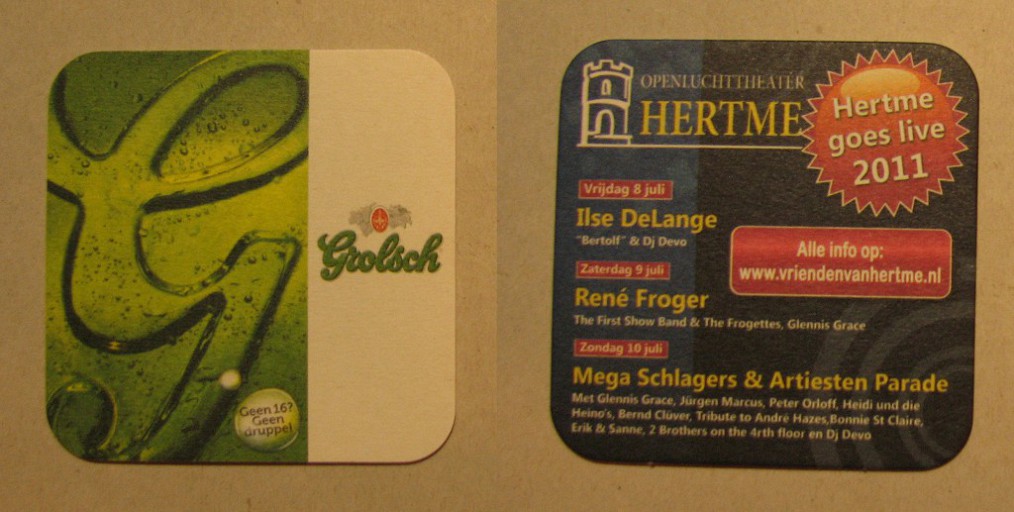 Grolsch
Geen 16?
Geen
druppel
OPENLUCHTTHEATER
HERTME
Hertme
goes live
2011
Vrijdag 8 juli
Ilse DeLange
"Bertolf" & Dj Devo
Alle info op:
www.vriendenvanhertme.nl
Zaterdag 9 juli
René Froger
The First Show Band & The Frogettes, Glennis Grace
Zondag 10 juli
Mega Schlagers & Artiesten Parade
Met Glennis Grace, Jürgen Marcus, Peter Orloff, Heidi und die
Heino's, Bernd Clüver, Tribute to André Hazes,Bonnie St Claire,
Erik & Sanne, 2 Brothers on the 4rth floor en Dj Devo